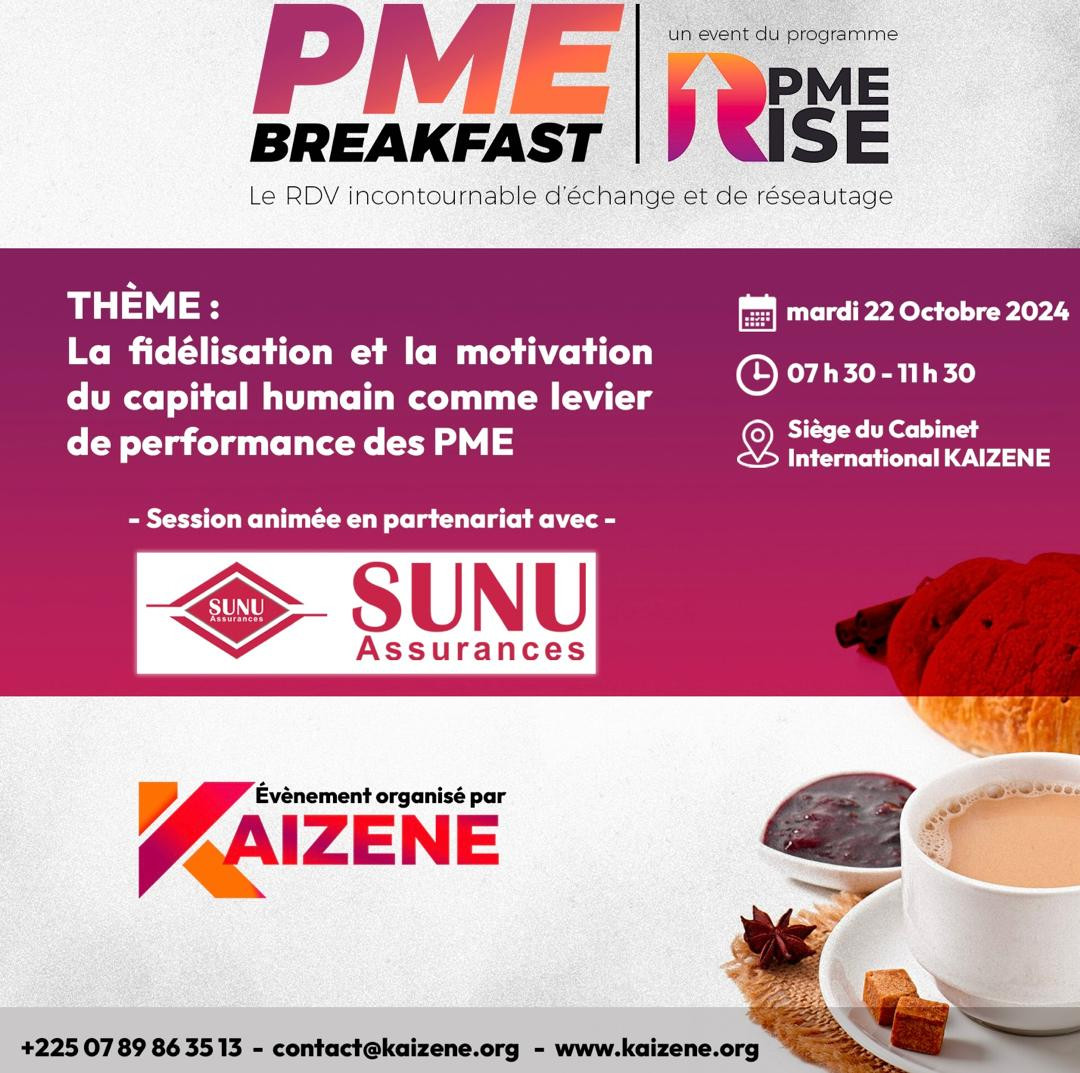 PME
BREAKFAST
un event du programme
PME
RISE
Le RDV incontournable d'échange et de réseautage
THÈME :
La fidélisation et la motivation
du capital humain comme levier
de performance des PME
mardi 22 Octobre 2024
07 h 30 - 11 h 30
Siège du Cabinet
International KAIZENE
- Session animée en partenariat avec -
SUNU
Assurances
SUNU
Assurances
Évènement organisé par
KAIZENE
+225 07 89 86 35 13 - contact@kaizene.org - www.kaizene.org